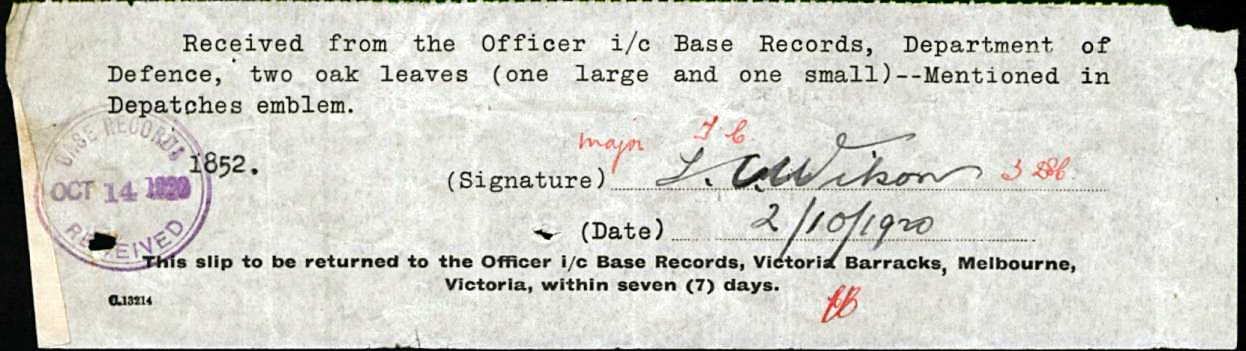 Received from the Officer i/c Base Records, Department of
Defence, two oak leaves (one large and one small)--Mentioned in
Depatches emblem.
BASE RECORDS
OCT 14 1920
RECEIVED
1852.
major
(Signature) L. C. Wilson
(Date) 2/10/1920
This slip to be returned to the Officer i/c Base Records, Victoria Barracks, Melbourne,
Victoria, within seven (7) days.
C.13214